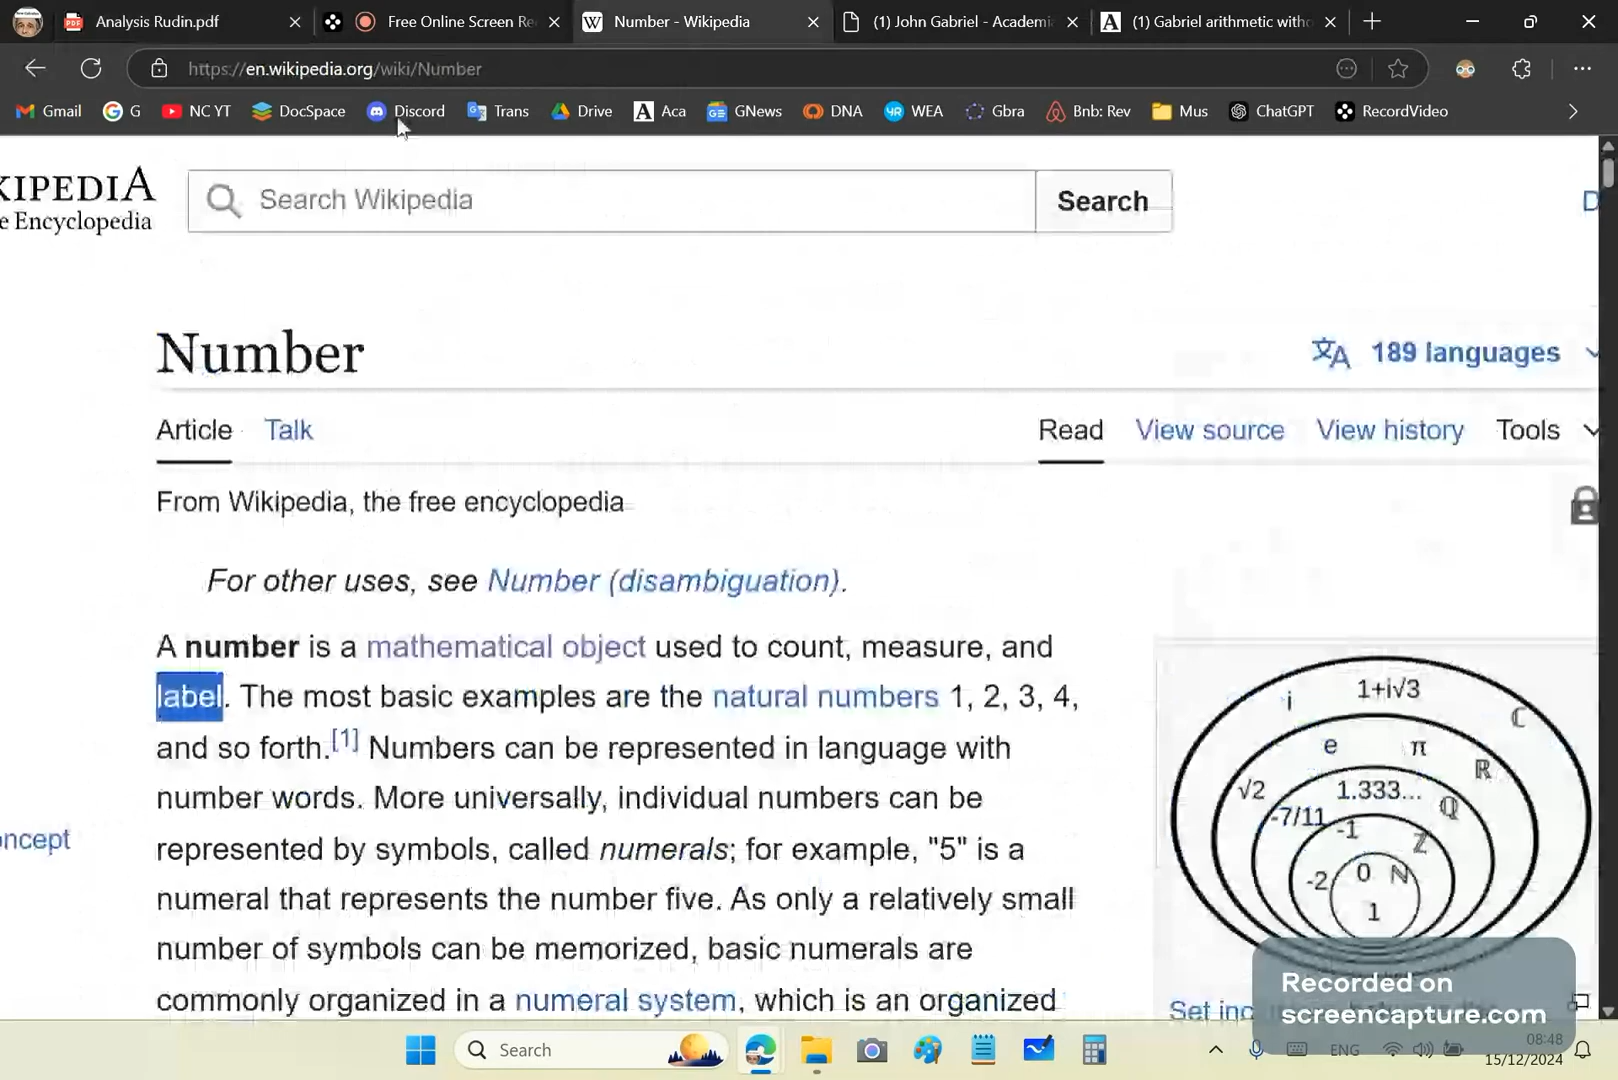 Analysis Rudin.pdf
Free Online Screen Re
Number - Wikipedia
(1) John Gabriel - Academi
(1) Gabriel arithmetic with
https://en.wikipedia.org/wiki/Number
Gmail
G
NC YT
DocSpace
Discord
Trans
Drive
Aca
GNews
DNA
WEA
Gbra
Bnb: Rev
Mus
ChatGPT
RecordVideo
KIPEDIA
e Encyclopedia
Search Wikipedia
Search
D
Number
189 languages
Article
Talk
Read
View source
View history
Tools
From Wikipedia, the free encyclopedia
For other uses, see Number (disambiguation).
A number is a mathematical object used to count, measure, and
label. The most basic examples are the natural numbers 1, 2, 3, 4,
and so forth.[1] Numbers can be represented in language with
number words. More universally, individual numbers can be
represented by symbols, called numerals; for example, "5" is a
numeral that represents the number five. As only a relatively small
number of symbols can be memorized, basic numerals are
commonly organized in a numeral system, which is an organized
oncept
i
1+i√3
ℂ
e
π
ℝ
√2
1.333...
ℚ
-7/11
-1
ℤ
-2
0
ℕ
1
Set inc
Recorded on
screencapture.com
Search
ENG
08:48
15/12/2024